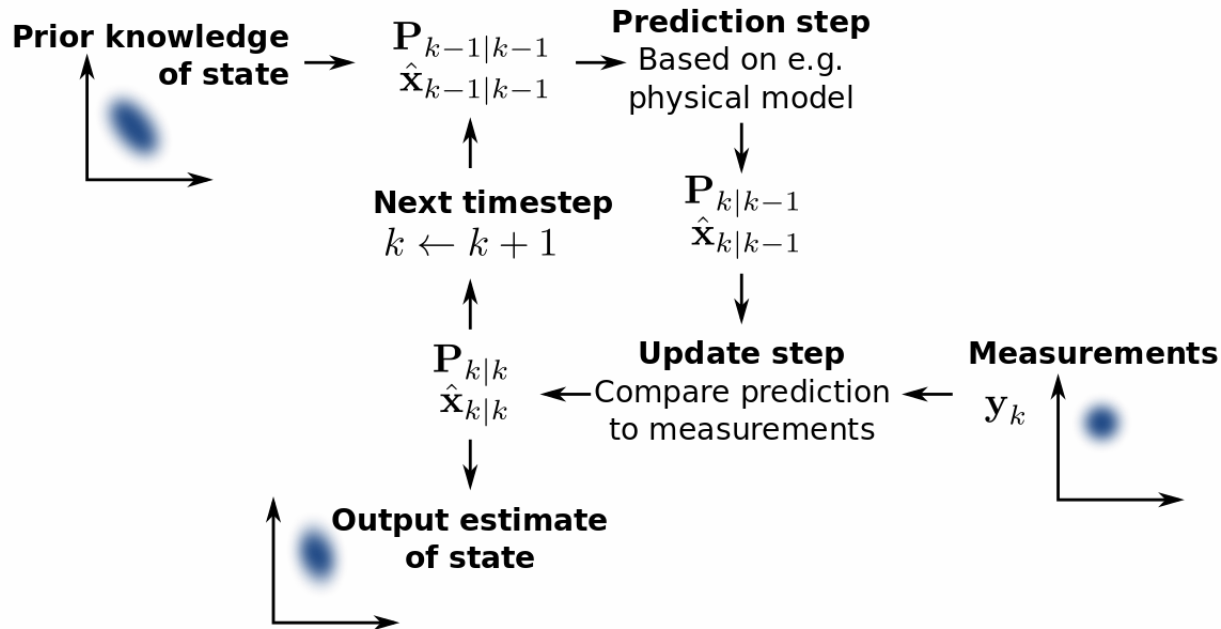 Prior knowledge
of state
P_{k−1|k−1}
x̂_{k−1|k−1}
Prediction step
Based on e.g.
physical model
P_{k|k−1}
x̂_{k|k−1}
Next timestep
k ← k + 1
P_{k|k}
x̂_{k|k}
Update step
Compare prediction
to measurements
Measurements
y_k
Output estimate
of state